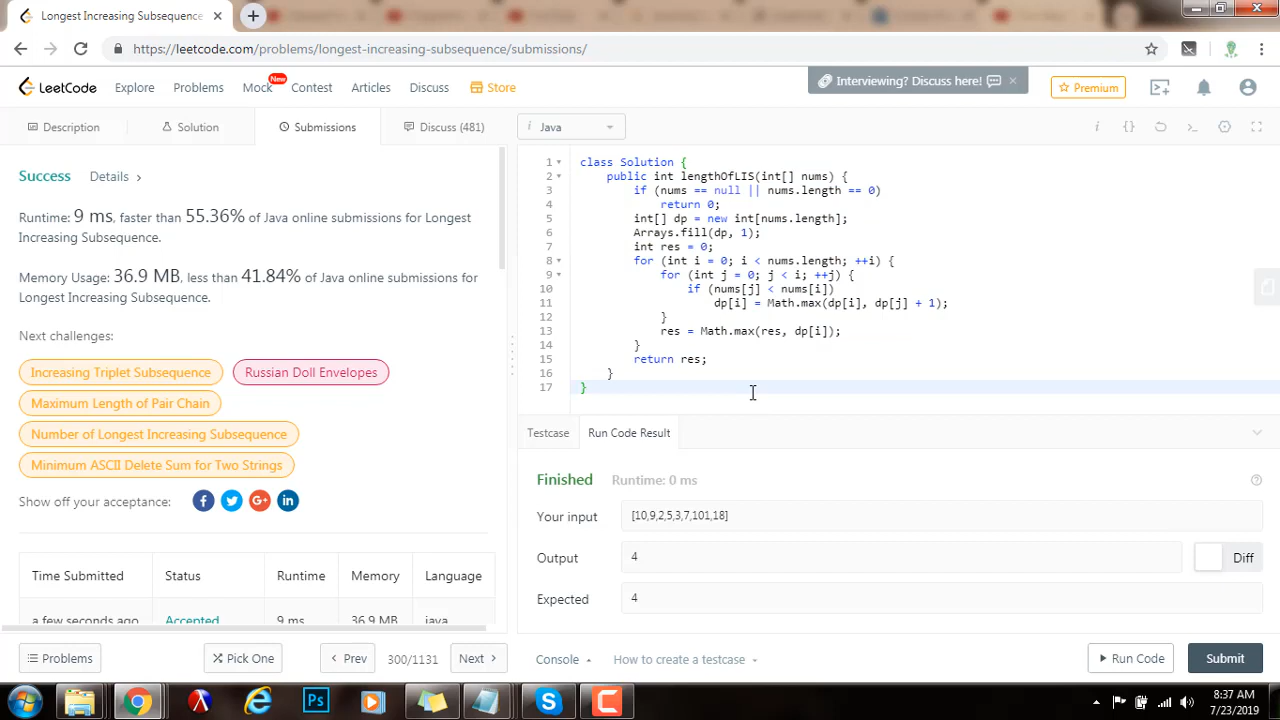 Longest Increasing Subsequence
https://leetcode.com/problems/longest-increasing-subsequence/submissions/
LeetCode
Explore
Problems
Mock
New
Contest
Articles
Discuss
Store
Interviewing? Discuss here!
Premium
Description
Solution
Submissions
Discuss (481)
Java
Success
Details
Runtime: 9 ms, faster than 55.36% of Java online submissions for Longest
Increasing Subsequence.
Memory Usage: 36.9 MB, less than 41.84% of Java online submissions for
Longest Increasing Subsequence.
Next challenges:
Increasing Triplet Subsequence
Russian Doll Envelopes
Maximum Length of Pair Chain
Number of Longest Increasing Subsequence
Minimum ASCII Delete Sum for Two Strings
Show off your acceptance:
Time Submitted Status Runtime Memory Language
a few seconds ago Accepted 9 ms 36.9 MB java
Problems
Pick One
Prev
300/1131
Next
1 class Solution {
2 public int lengthOfLIS(int[] nums) {
3 if (nums == null || nums.length == 0)
4 return 0;
5 int[] dp = new int[nums.length];
6 Arrays.fill(dp, 1);
7 int res = 0;
8 for (int i = 0; i < nums.length; ++i) {
9 for (int j = 0; j < i; ++j) {
10 if (nums[j] < nums[i])
11 dp[i] = Math.max(dp[i], dp[j] + 1);
12 }
13 res = Math.max(res, dp[i]);
14 }
15 return res;
16 }
17 }
Testcase
Run Code Result
Finished
Runtime: 0 ms
Your input
[10,9,2,5,3,7,101,18]
Output
4
Diff
Expected
4
Console
How to create a testcase
Run Code
Submit
Ps
8:37 AM
7/23/2019